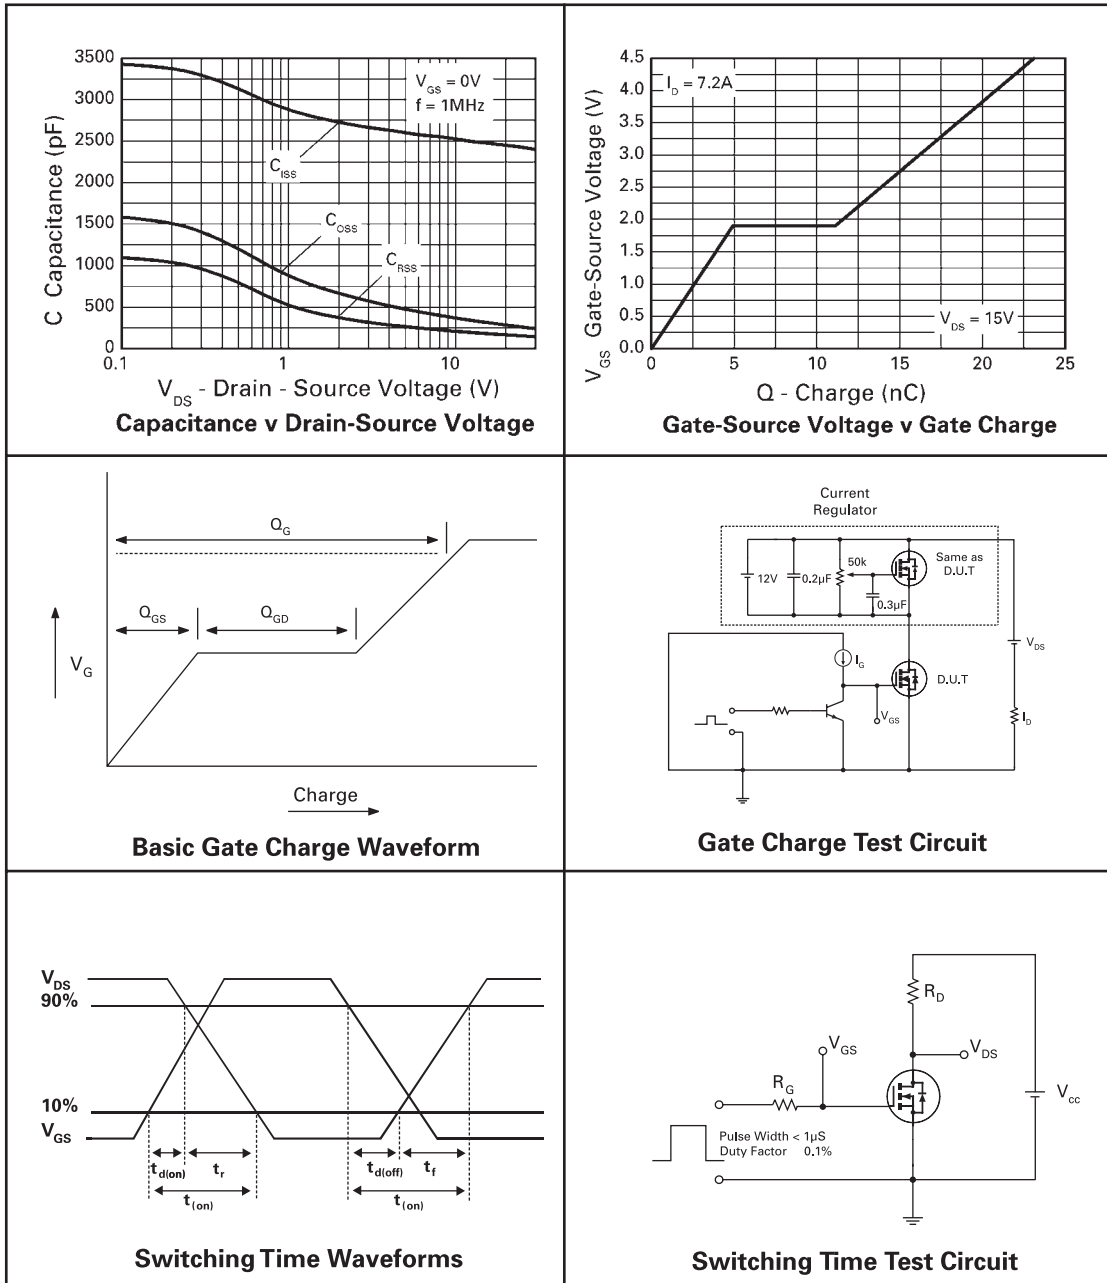 3500
3000
2500
2000
1500
1000
500
0
0.1
1
10
C Capacitance (pF)
V_GS = 0V
f = 1MHz
C_ISS
C_OSS
C_RSS
V_DS - Drain - Source Voltage (V)
Capacitance v Drain-Source Voltage
4.5
4.0
3.5
3.0
2.5
2.0
1.5
1.0
0.5
0.0
0
5
10
15
20
25
V_GS Gate-Source Voltage (V)
I_D = 7.2A
V_DS = 15V
Q - Charge (nC)
Gate-Source Voltage v Gate Charge
Q_G
Q_GS
Q_GD
V_G
Charge
Basic Gate Charge Waveform
Current
Regulator
12V
0.2µF
50k
0.3µF
Same as
D.U.T
V_DS
I_G
D.U.T
V_GS
I_D
Gate Charge Test Circuit
V_DS
90%
10%
V_GS
t_d(on)
t_r
t_(on)
t_d(off)
t_f
t_(on)
Switching Time Waveforms
R_D
V_GS
V_DS
R_G
V_cc
Pulse Width < 1µS
Duty Factor 0.1%
Switching Time Test Circuit